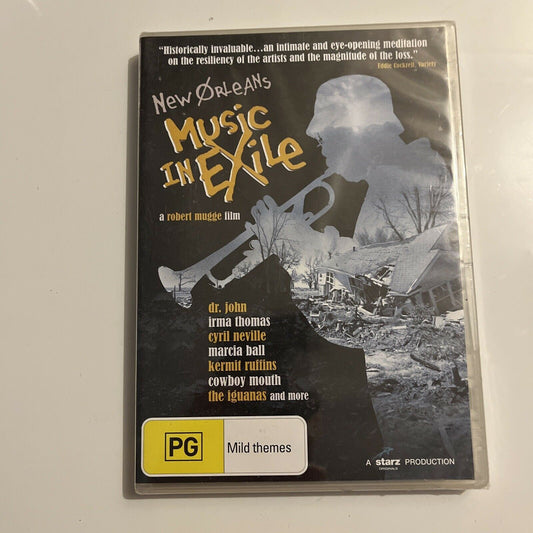 “Historically invaluable...an intimate and eye-opening meditation
on the resiliency of the artists and the magnitude of the loss.”
Eddie Cockrell, Variety
New Orleans
Music
in Exile
a robert mugge film
dr. john
irma thomas
cyril neville
marcia ball
kermit ruffins
cowboy mouth
the iguanas and more
PG Mild themes
A starz PRODUCTION
ORIGINALS